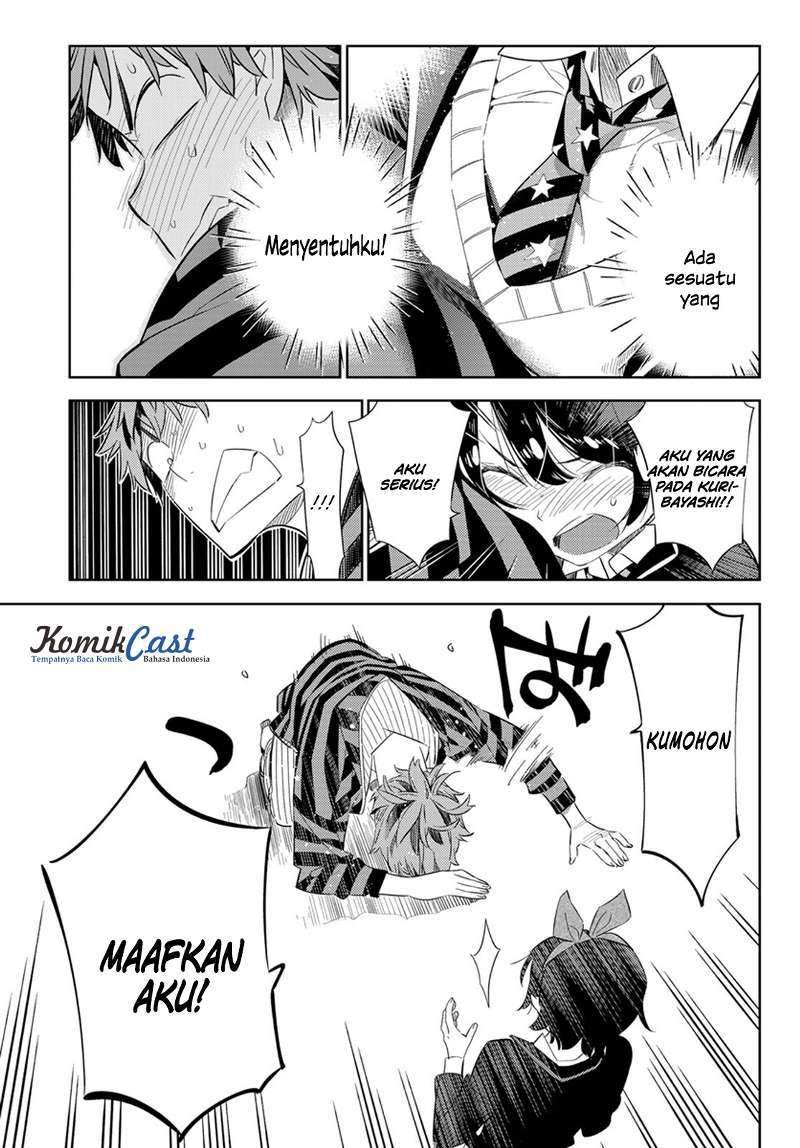 Ada
sesuatu
yang
Menyentuhku!
AKU YANG
AKAN BICARA
PADA KURI-
BAYASHI!!
AKU
SERIUS!
!!!
KomikCast
Tempatnya Baca Komik Bahasa Indonesia
KUMOHON
MAAFKAN
AKU!